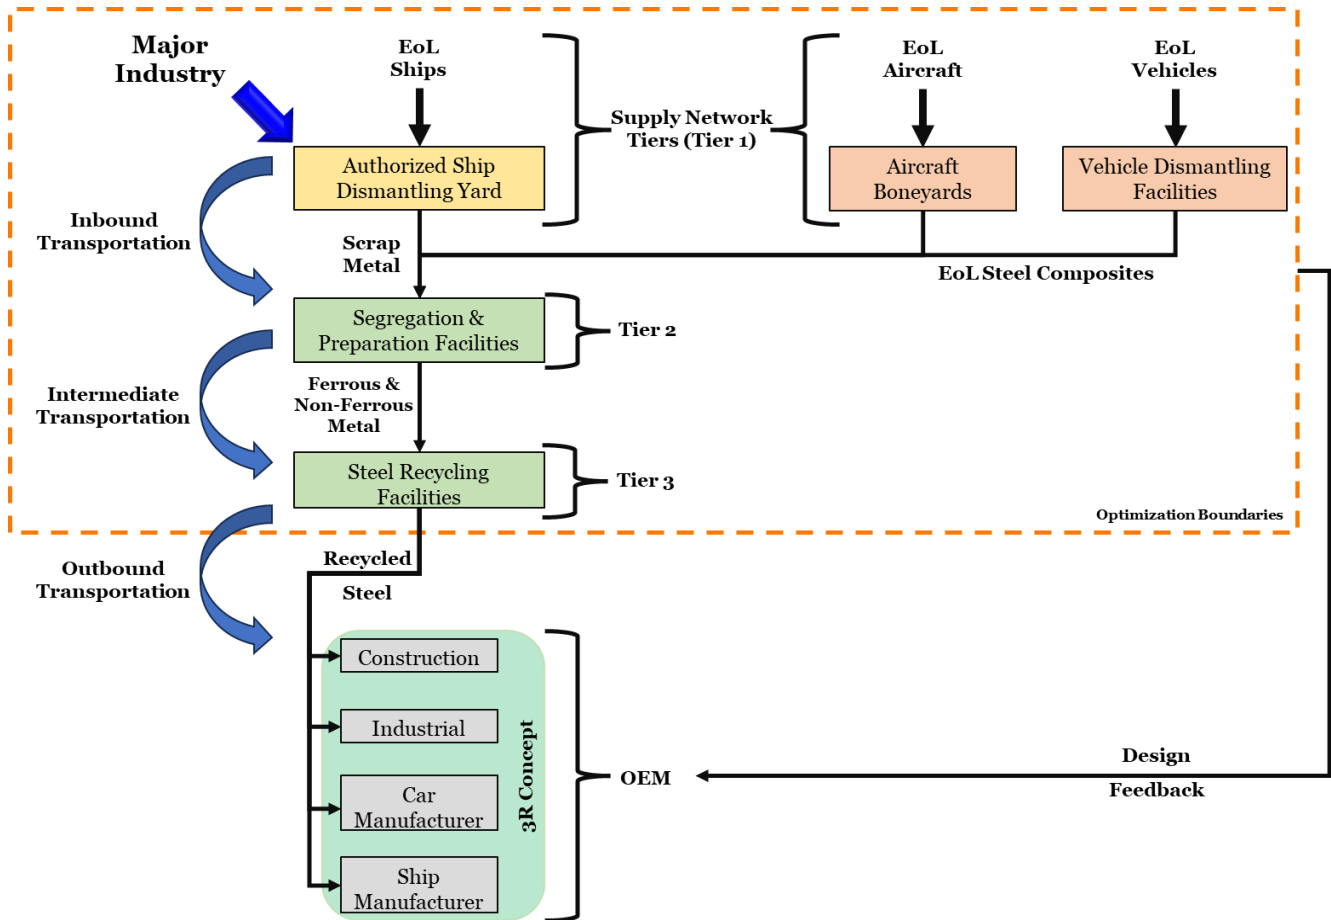 Major
Industry
EoL
Ships
EoL
Aircraft
EoL
Vehicles
Supply Network
Tiers (Tier 1)
Authorized Ship
Dismantling Yard
Aircraft
Boneyards
Vehicle Dismantling
Facilities
Inbound
Transportation
Scrap
Metal
EoL Steel Composites
Segregation &
Preparation Facilities
Tier 2
Intermediate
Transportation
Ferrous &
Non-Ferrous
Metal
Steel Recycling
Facilities
Tier 3
Optimization Boundaries
Outbound
Transportation
Recycled
Steel
Construction
Industrial
Car
Manufacturer
Ship
Manufacturer
3R Concept
OEM
Design
Feedback